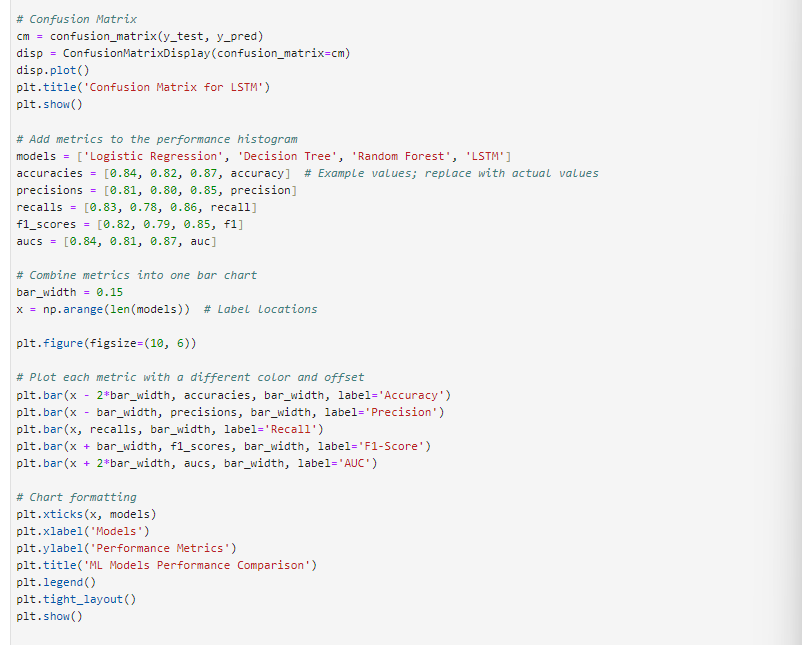 # Confusion Matrix
cm = confusion_matrix(y_test, y_pred)
disp = ConfusionMatrixDisplay(confusion_matrix=cm)
disp.plot()
plt.title('Confusion Matrix for LSTM')
plt.show()
# Add metrics to the performance histogram
models = ['Logistic Regression', 'Decision Tree', 'Random Forest', 'LSTM']
accuracies = [0.84, 0.82, 0.87, accuracy]  # Example values; replace with actual values
precisions = [0.81, 0.80, 0.85, precision]
recalls = [0.83, 0.78, 0.86, recall]
f1_scores = [0.82, 0.79, 0.85, f1]
aucs = [0.84, 0.81, 0.87, auc]
# Combine metrics into one bar chart
bar_width = 0.15
x = np.arange(len(models))  # Label locations
plt.figure(figsize=(10, 6))
# Plot each metric with a different color and offset
plt.bar(x - 2*bar_width, accuracies, bar_width, label='Accuracy')
plt.bar(x - bar_width, precisions, bar_width, label='Precision')
plt.bar(x, recalls, bar_width, label='Recall')
plt.bar(x + bar_width, f1_scores, bar_width, label='F1-Score')
plt.bar(x + 2*bar_width, aucs, bar_width, label='AUC')
# Chart formatting
plt.xticks(x, models)
plt.xlabel('Models')
plt.ylabel('Performance Metrics')
plt.title('ML Models Performance Comparison')
plt.legend()
plt.tight_layout()
plt.show()